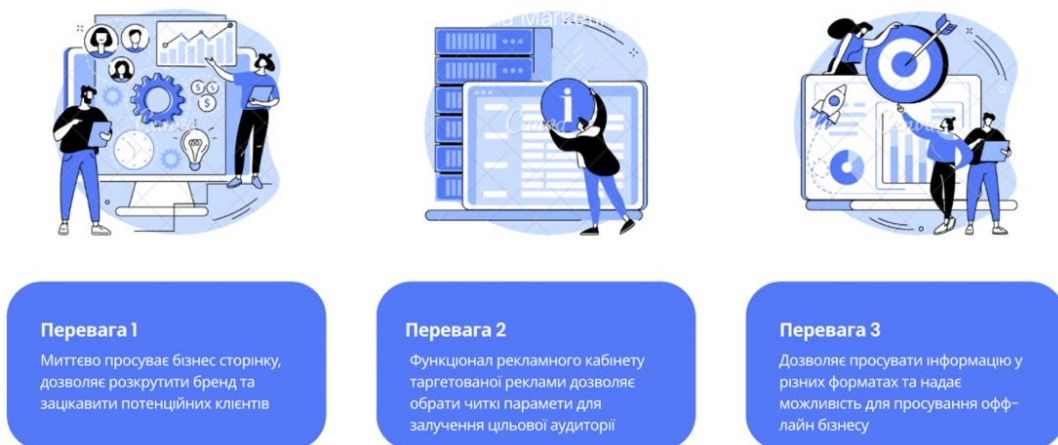 Перевага 1
Миттєво просуває бізнес сторінку,
дозволяє розкрутити бренд та
зацікавити потенційних клієнтів
Перевага 2
Функціонал рекламного кабінету
таргетованої реклами дозволяє
обрати читкі параметри для
залучення цільової аудиторії
Перевага 3
Дозволяє просувати інформацію у
різних форматах та надає
можливість для просування офф-
лайн бізнесу